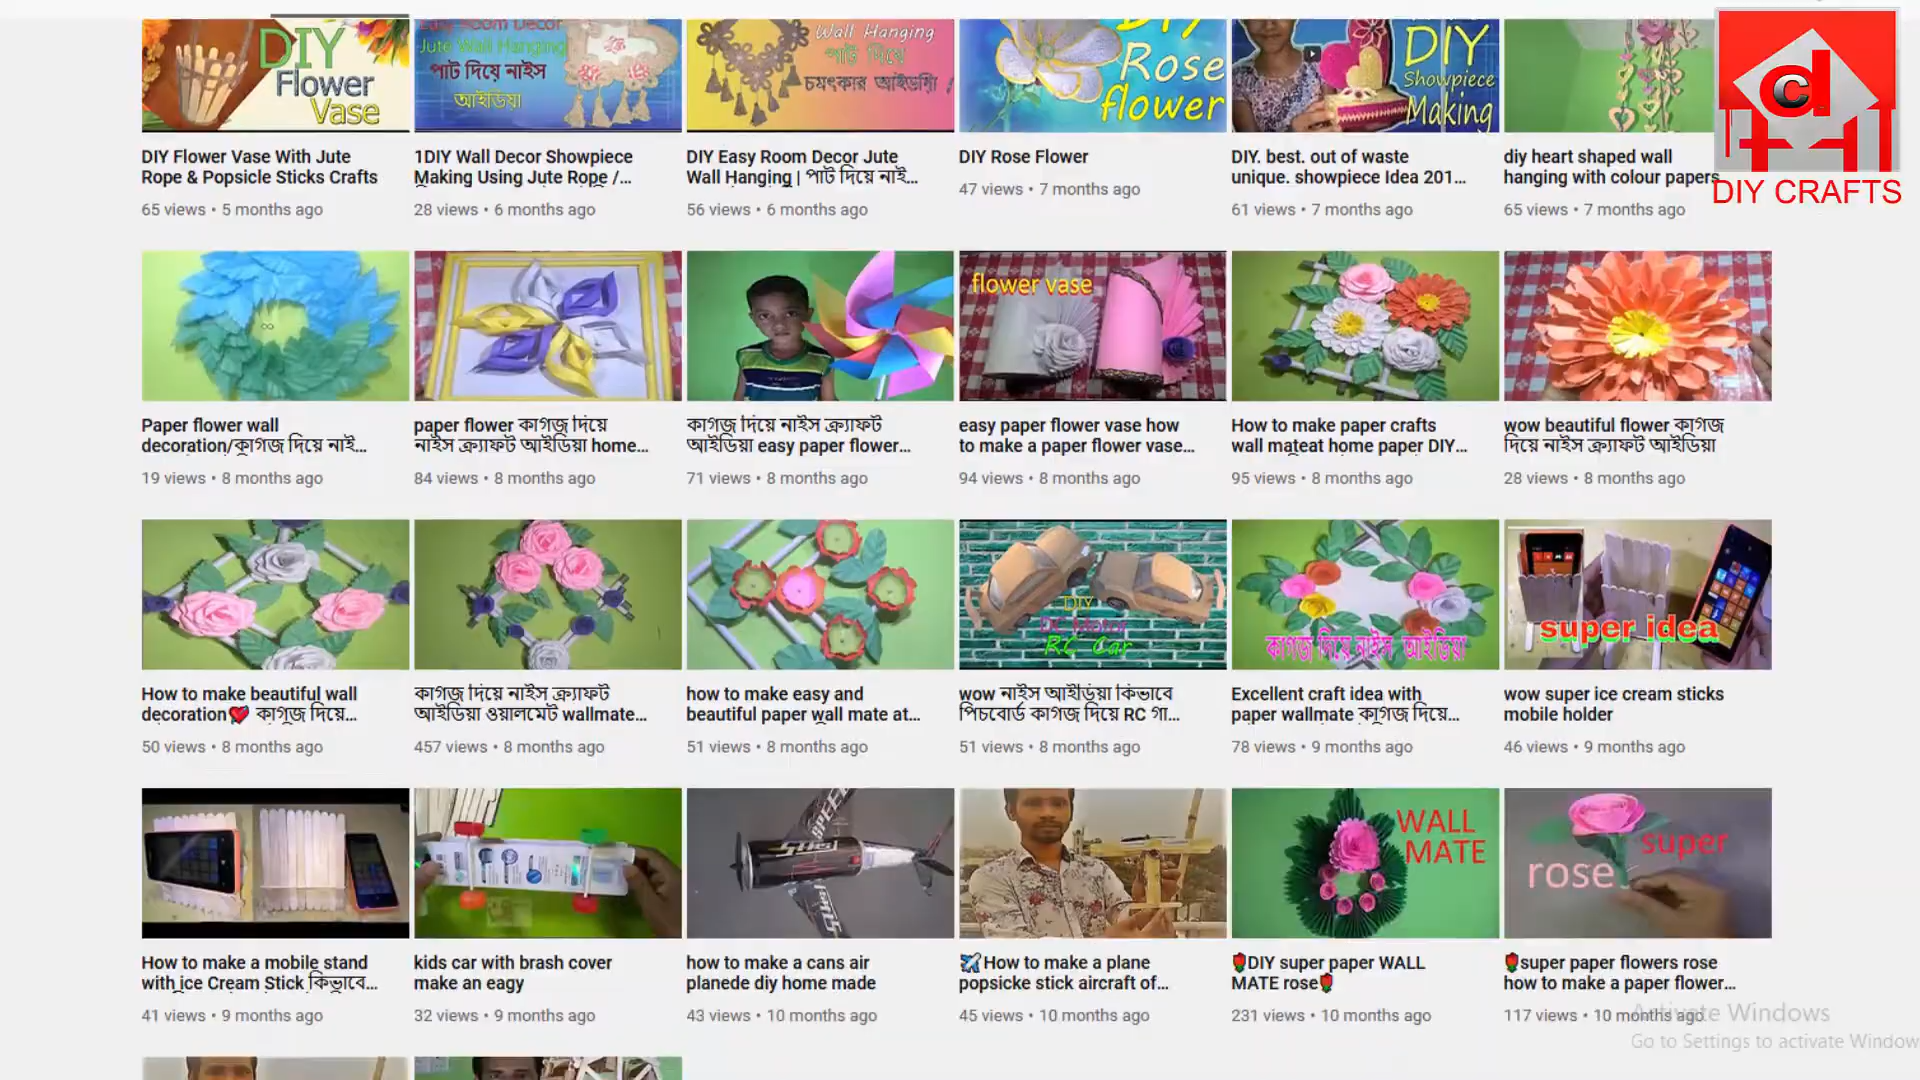 DIY
Flower
Vase
Easy Room Decor
Jute Wall Hanging
পাট দিয়ে নাইস
আইডিয়া
Wall Hanging
পাট দিয়ে
চমৎকার আইডিয়া
DIY
Rose
flower
DIY
Showpiece
Making
DIY CRAFTS
DIY Flower Vase With Jute
Rope & Popsicle Sticks Crafts
65 views • 5 months ago
1DIY Wall Decor Showpiece
Making Using Jute Rope /...
28 views • 6 months ago
DIY Easy Room Decor Jute
Wall Hanging | পাট দিয়ে নাই...
56 views • 6 months ago
DIY Rose Flower
47 views • 7 months ago
DIY. best. out of waste
unique. showpiece Idea 201...
61 views • 7 months ago
diy heart shaped wall
hanging with colour papers
65 views • 7 months ago
flower vase
Paper flower wall
decoration/কাগজ দিয়ে নাই...
19 views • 8 months ago
paper flower কাগজ দিয়ে
নাইস ক্র্যাফট আইডিয়া home...
84 views • 8 months ago
কাগজ দিয়ে নাইস ক্র্যাফট
আইডিয়া easy paper flower...
71 views • 8 months ago
easy paper flower vase how
to make a paper flower vase...
94 views • 8 months ago
How to make paper crafts
wall mateat home paper DIY...
95 views • 8 months ago
wow beautiful flower কাগজ
দিয়ে নাইস ক্র্যাফট আইডিয়া
28 views • 8 months ago
DIY
DC Motor
RC Car
কাগজ দিয়ে নাইস আইডিয়া
super idea
How to make beautiful wall
decoration💘 কাগজ দিয়ে...
50 views • 8 months ago
কাগজ দিয়ে নাইস ক্র্যাফট
আইডিয়া ওয়ালমেট wallmate...
457 views • 8 months ago
how to make easy and
beautiful paper wall mate at...
51 views • 8 months ago
wow নাইস আইডিয়া কিভাবে
পিচবোর্ড কাগজ দিয়ে RC গা...
51 views • 8 months ago
Excellent craft idea with
paper wallmate কাগজ দিয়ে...
78 views • 9 months ago
wow super ice cream sticks
mobile holder
46 views • 9 months ago
WALL
MATE
super
rose
How to make a mobile stand
with ice Cream Stick কিভাবে...
41 views • 9 months ago
kids car with brash cover
make an eagy
32 views • 9 months ago
how to make a cans air
planede diy home made
43 views • 10 months ago
✈️How to make a plane
popsicke stick aircraft of...
45 views • 10 months ago
🌹DIY super paper WALL
MATE rose🌹
231 views • 10 months ago
🌹super paper flowers rose
how to make a paper flower...
117 views • 10 months ago
Activate Windows
Go to Settings to activate Window